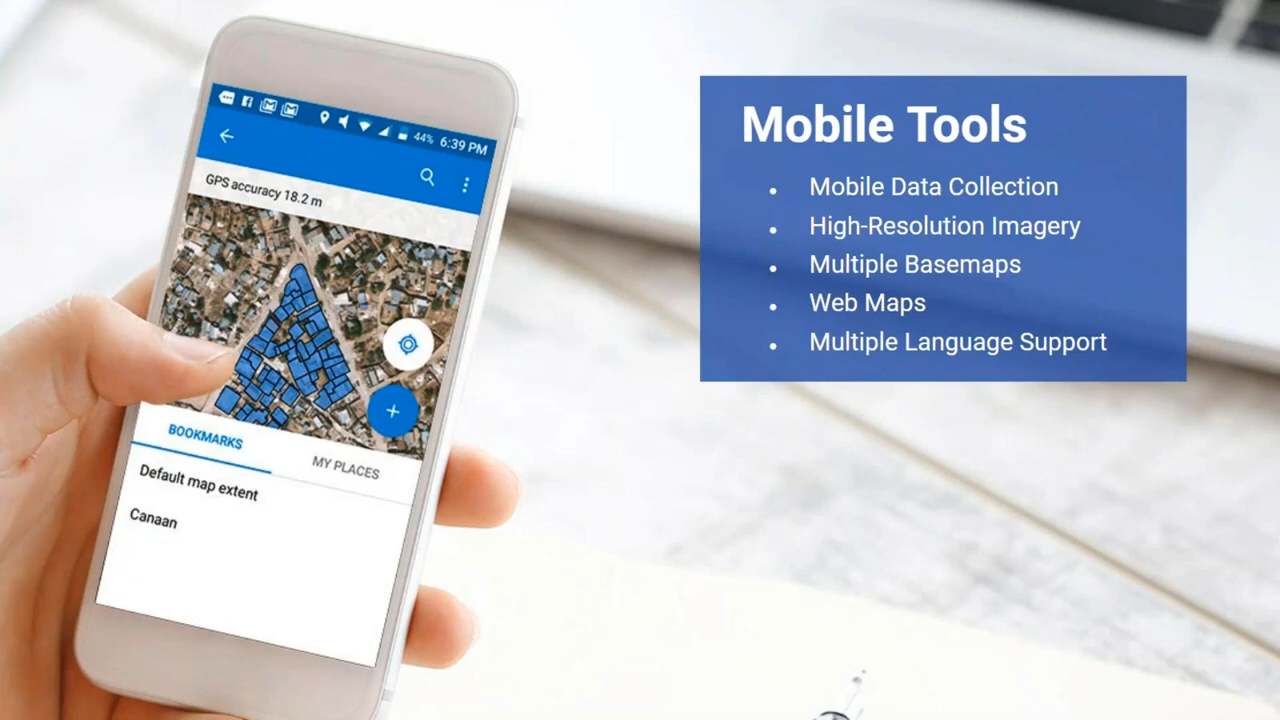 44% 6:39 PM
GPS accuracy 18.2 m
BOOKMARKS
MY PLACES
Default map extent
Canaan
Mobile Tools
• Mobile Data Collection
• High-Resolution Imagery
• Multiple Basemaps
• Web Maps
• Multiple Language Support